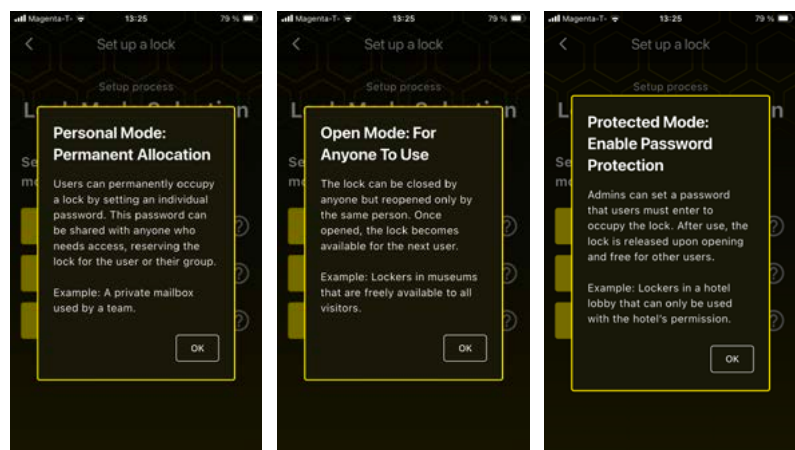 Magenta-T-
13:25
79 %
Set up a lock
Setup process
Personal Mode:
Permanent Allocation
Users can permanently occupy
a lock by setting an individual
password. This password can
be shared with anyone who
needs access, reserving the
lock for the user or their group.
Example: A private mailbox
used by a team.
OK
Magenta-T-
13:25
79 %
Set up a lock
Setup process
Open Mode: For
Anyone To Use
The lock can be closed by
anyone but reopened only by
the same person. Once
opened, the lock becomes
available for the next user.
Example: Lockers in museums
that are freely available to all
visitors.
OK
Magenta-T-
13:25
79 %
Set up a lock
Setup process
Protected Mode:
Enable Password
Protection
Admins can set a password
that users must enter to
occupy the lock. After use, the
lock is released upon opening
and free for other users.
Example: Lockers in a hotel
lobby that can only be used
with the hotel's permission.
OK